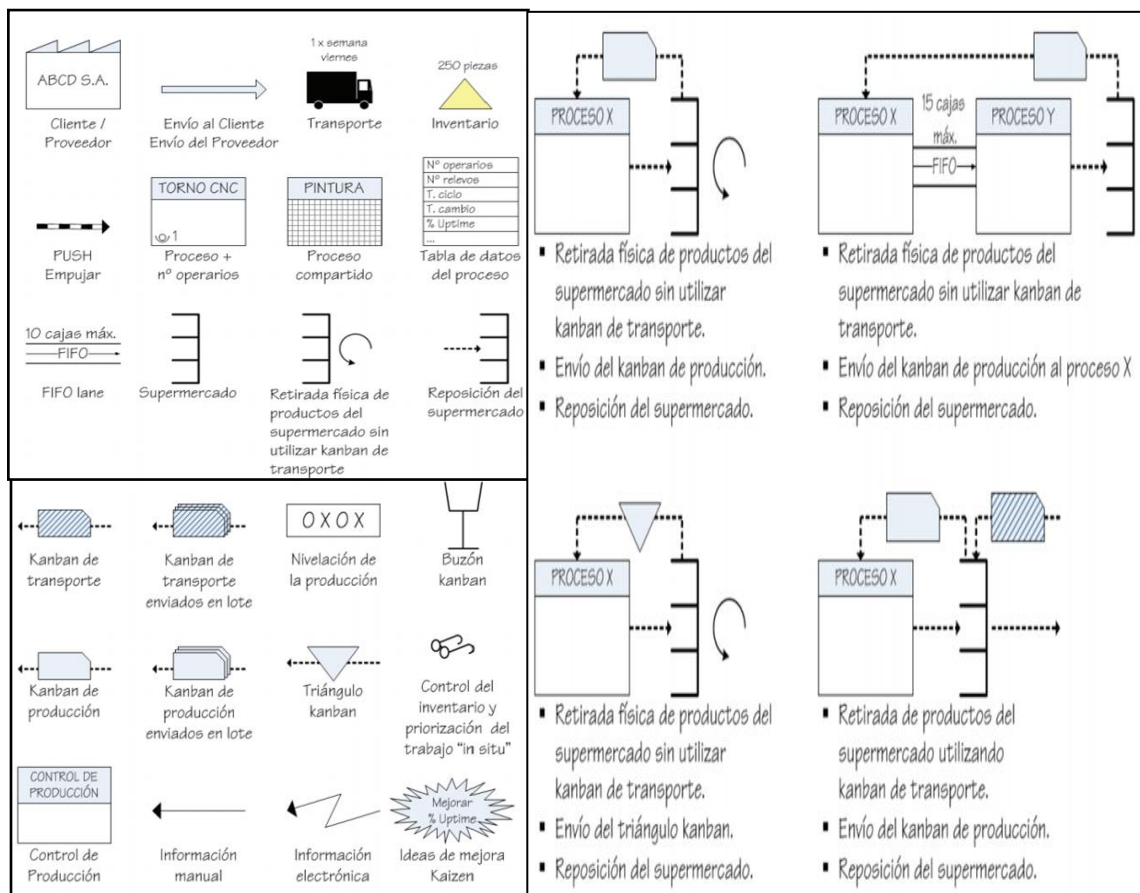 ABCD S.A.
Cliente /
Proveedor
Envío al Cliente
Envío del Proveedor
1 x semana
viernes
Transporte
250 piezas
Inventario
PUSH
Empujar
TORNO CNC
1
Proceso +
nº operarios
PINTURA
Proceso
compartido
Nº operarios
Nº relevos
T. ciclo
T. cambio
% Uptime
...
Tabla de datos
del proceso
10 cajas máx.
FIFO
FIFO lane
Supermercado
Retirada física de
productos del
supermercado sin
utilizar kanban de
transporte
Reposición del
supermercado
PROCESO X
▪ Retirada física de productos del
supermercado sin utilizar
kanban de transporte.
▪ Envío del kanban de producción.
▪ Reposición del supermercado.
PROCESO X
15 cajas
máx.
FIFO
PROCESO Y
▪ Retirada física de productos del
supermercado sin utilizar kanban de
transporte.
▪ Envío del kanban de producción al proceso X
▪ Reposición del supermercado.
Kanban de
transporte
Kanban de
transporte
enviados en lote
OXOX
Nivelación de
la producción
Buzón
kanban
Kanban de
producción
Kanban de
producción
enviados en lote
Triángulo
kanban
Control del
inventario y
priorización del
trabajo “in situ”
CONTROL DE
PRODUCCIÓN
Control de
Producción
Información
manual
Información
electrónica
Mejorar
% Uptime
Ideas de mejora
Kaizen
PROCESO X
▪ Retirada física de productos del
supermercado sin utilizar
kanban de transporte.
▪ Envío del triángulo kanban.
▪ Reposición del supermercado.
PROCESO X
▪ Retirada de productos del
supermercado utilizando
kanban de transporte.
▪ Envío del kanban de producción.
▪ Reposición del supermercado.